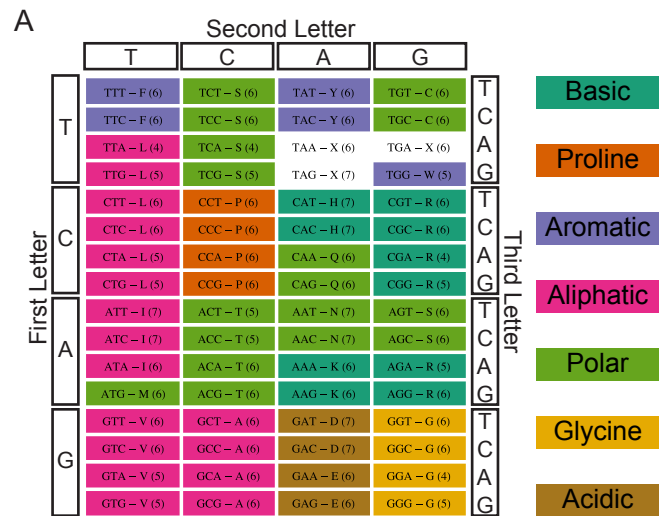 A
Second Letter
T C A G
First Letter
Third Letter
T
TTT – F (6) TCT – S (6) TAT – Y (6) TGT – C (6) T
TTC – F (6) TCC – S (6) TAC – Y (6) TGC – C (6) C
TTA – L (4) TCA – S (4) TAA – X (6) TGA – X (6) A
TTG – L (5) TCG – S (5) TAG – X (7) TGG – W (5) G
C
CTT – L (6) CCT – P (6) CAT – H (7) CGT – R (6) T
CTC – L (6) CCC – P (6) CAC – H (7) CGC – R (6) C
CTA – L (5) CCA – P (6) CAA – Q (6) CGA – R (4) A
CTG – L (5) CCG – P (6) CAG – Q (6) CGG – R (5) G
A
ATT – I (7) ACT – T (5) AAT – N (7) AGT – S (6) T
ATC – I (7) ACC – T (5) AAC – N (7) AGC – S (6) C
ATA – I (6) ACA – T (6) AAA – K (6) AGA – R (5) A
ATG – M (6) ACG – T (6) AAG – K (6) AGG – R (6) G
G
GTT – V (6) GCT – A (6) GAT – D (7) GGT – G (6) T
GTC – V (6) GCC – A (6) GAC – D (7) GGC – G (6) C
GTA – V (5) GCA – A (6) GAA – E (6) GGA – G (4) A
GTG – V (5) GCG – A (6) GAG – E (6) GGG – G (5) G
Basic
Proline
Aromatic
Aliphatic
Polar
Glycine
Acidic